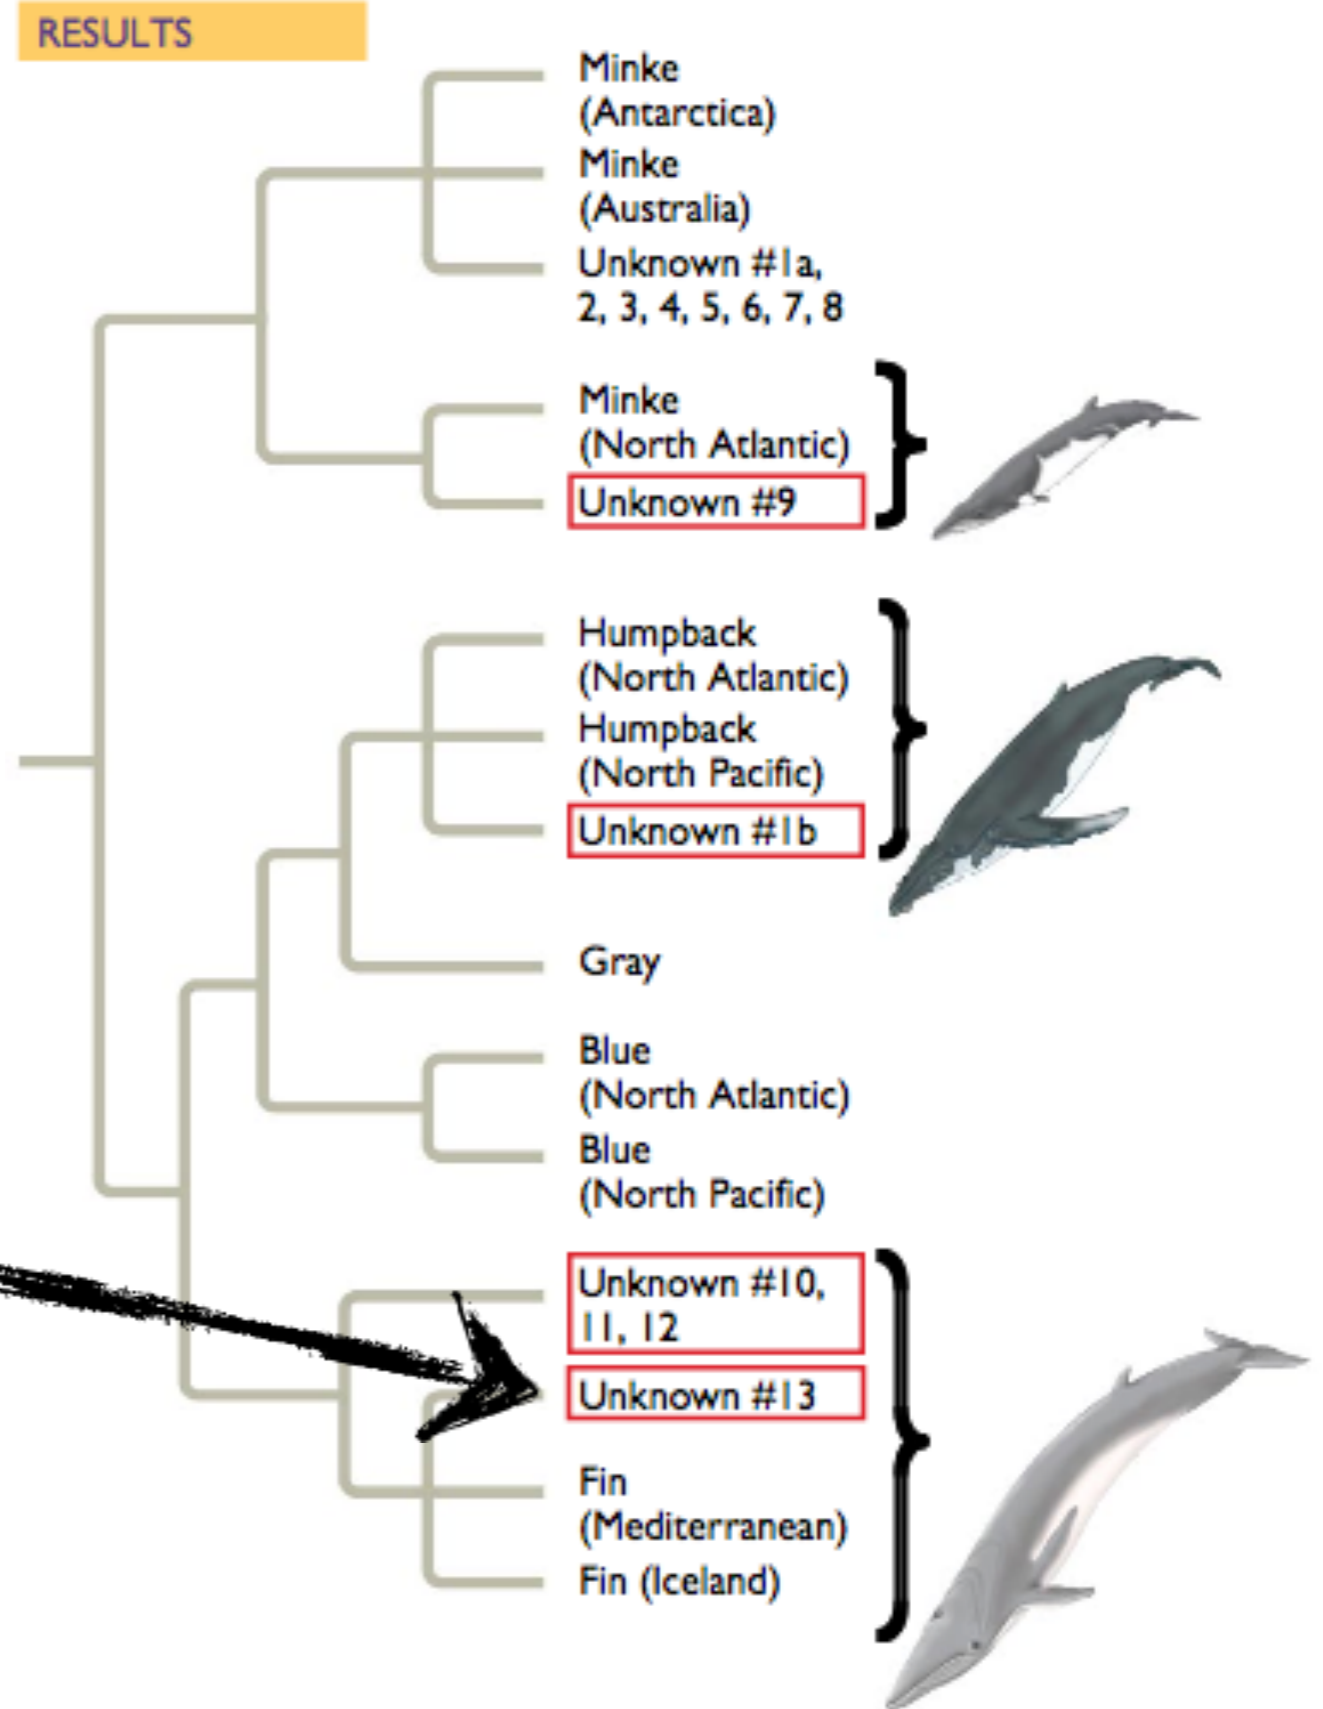 RESULTS
Minke
(Antarctica)
Minke
(Australia)
Unknown #1a,
2, 3, 4, 5, 6, 7, 8
Minke
(North Atlantic)
Unknown #9
Humpback
(North Atlantic)
Humpback
(North Pacific)
Unknown #1b
Gray
Blue
(North Atlantic)
Blue
(North Pacific)
Unknown #10,
11, 12
Unknown #13
Fin
(Mediterranean)
Fin (Iceland)